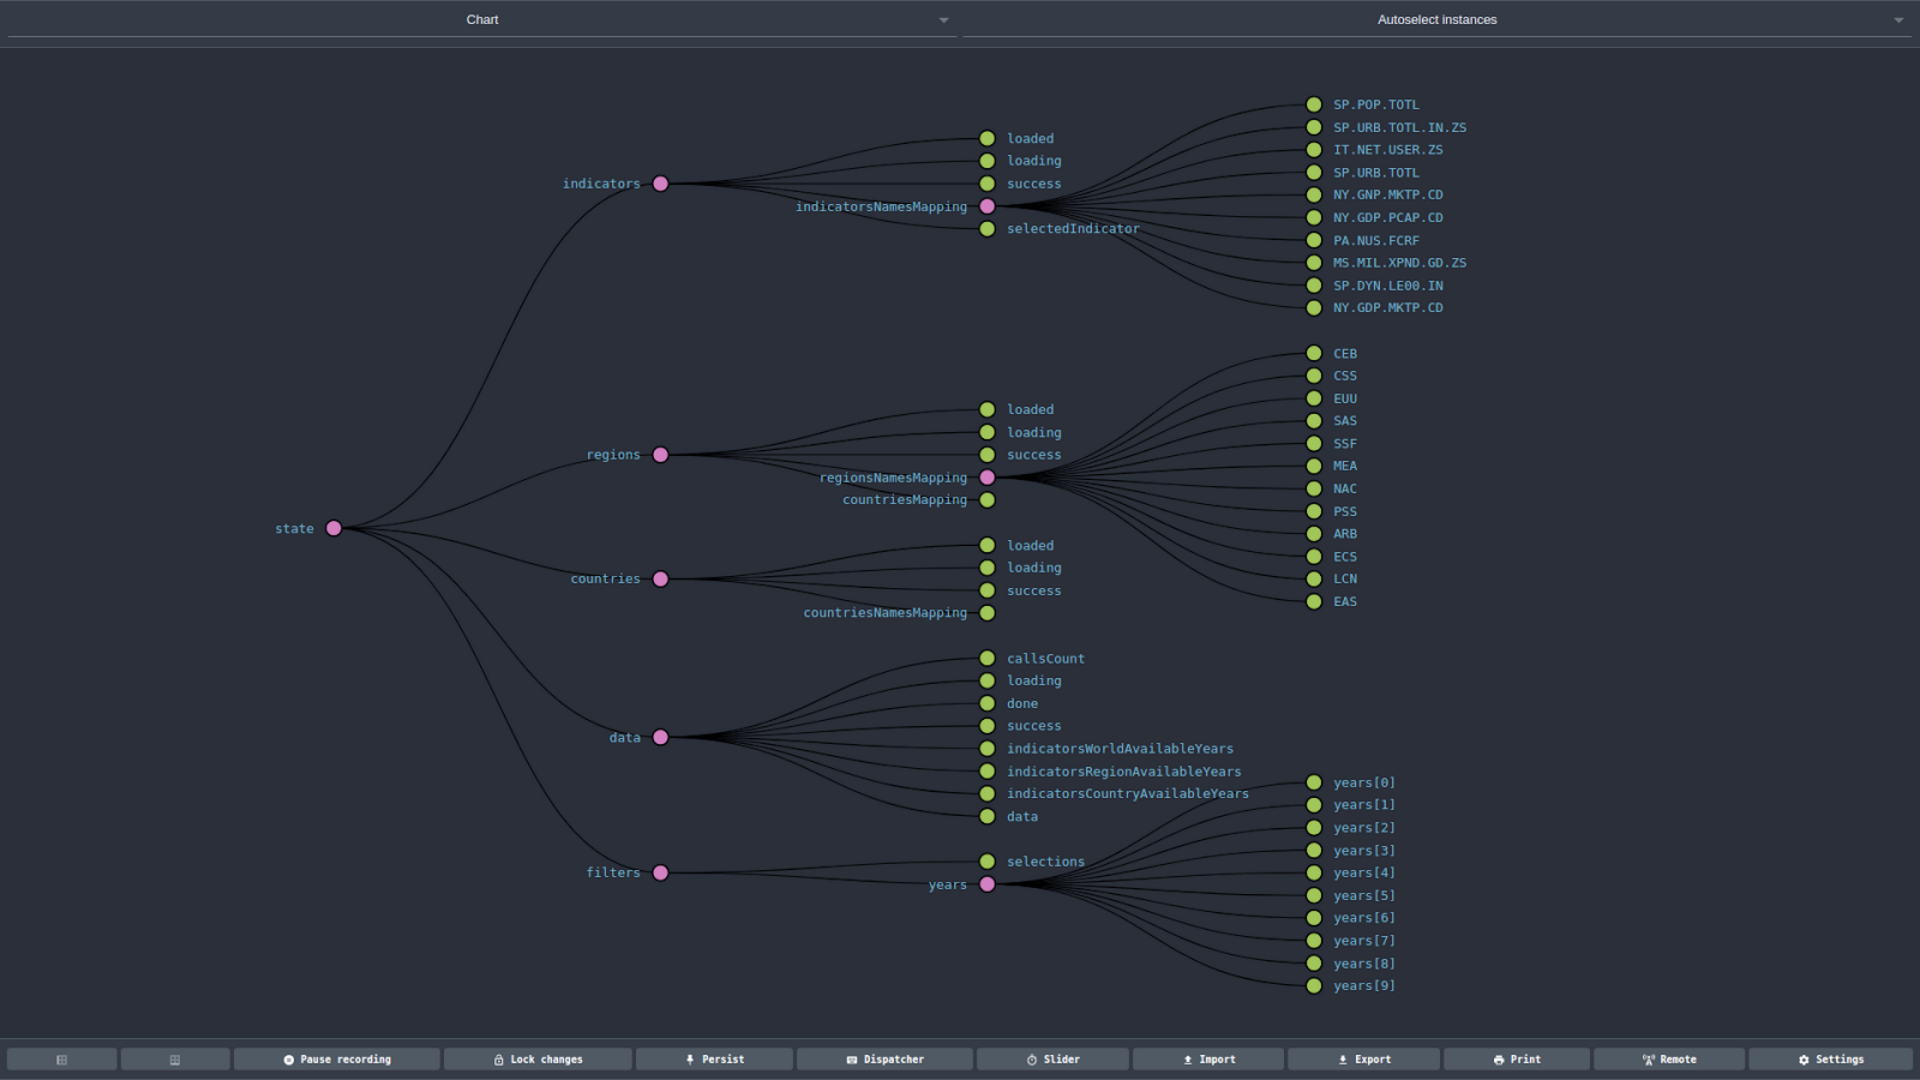 Chart
Autoselect instances
SP.POP.TOTL
SP.URB.TOTL.IN.ZS
loaded
IT.NET.USER.ZS
loading
SP.URB.TOTL
indicators
success
NY.GNP.MKTP.CD
indicatorsNamesMapping
NY.GDP.PCAP.CD
selectedIndicator
PA.NUS.FCRF
MS.MIL.XPND.GD.ZS
SP.DYN.LE00.IN
NY.GDP.MKTP.CD
CEB
CSS
EUU
loaded
SAS
loading
SSF
regions
success
MEA
regionsNamesMapping
NAC
countriesMapping
PSS
state
ARB
loaded
ECS
loading
LCN
countries
success
EAS
countriesNamesMapping
callsCount
loading
done
success
data
indicatorsWorldAvailableYears
indicatorsRegionAvailableYears
years[0]
indicatorsCountryAvailableYears
years[1]
data
years[2]
years[3]
selections
years[4]
filters
years
years[5]
years[6]
years[7]
years[8]
years[9]
Pause recording
Lock changes
Persist
Dispatcher
Slider
Import
Export
Print
Remote
Settings